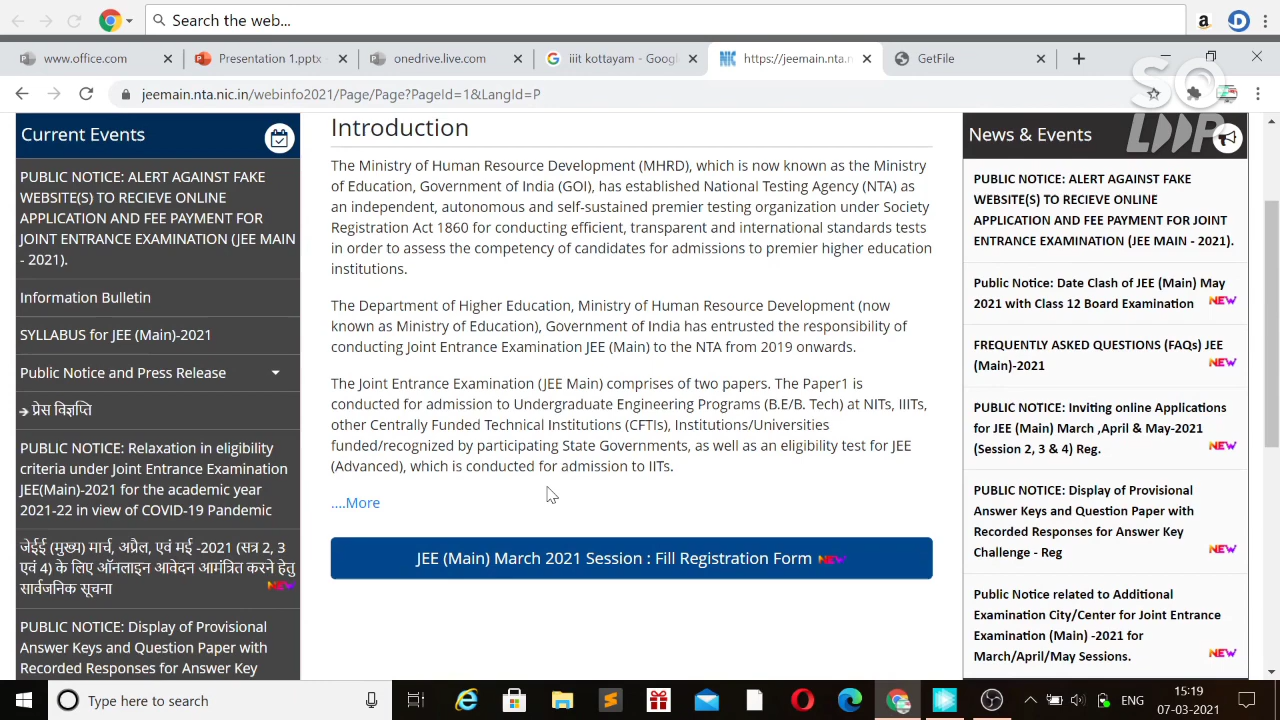 Search the web...
a
www.office.com
Presentation 1.pptx
onedrive.live.com
iiit kottayam - Googl
NIC
https://jeemain.nta.n
GetFile
jeemain.nta.nic.in/webinfo2021/Page/Page?PageId=1&LangId=P
SO
LDDP
Current Events
PUBLIC NOTICE: ALERT AGAINST FAKE
WEBSITE(S) TO RECIEVE ONLINE
APPLICATION AND FEE PAYMENT FOR
JOINT ENTRANCE EXAMINATION (JEE MAIN
- 2021).
Information Bulletin
SYLLABUS for JEE (Main)-2021
Public Notice and Press Release
प्रेस विज्ञप्ति
PUBLIC NOTICE: Relaxation in eligibility
criteria under Joint Entrance Examination
JEE(Main)-2021 for the academic year
2021-22 in view of COVID-19 Pandemic
जेईई (मुख्य) मार्च, अप्रेल, एवं मई -2021 (सत्र 2, 3
एवं 4) के लिए ऑनलाइन आवेदन आमंत्रित करने हेतु
सार्वजनिक सूचना
NEW
PUBLIC NOTICE: Display of Provisional
Answer Keys and Question Paper with
Recorded Responses for Answer Key
Introduction
The Ministry of Human Resource Development (MHRD), which is now known as the Ministry
of Education, Government of India (GOI), has established National Testing Agency (NTA) as
an independent, autonomous and self-sustained premier testing organization under Society
Registration Act 1860 for conducting efficient, transparent and international standards tests
in order to assess the competency of candidates for admissions to premier higher education
institutions.
The Department of Higher Education, Ministry of Human Resource Development (now
known as Ministry of Education), Government of India has entrusted the responsibility of
conducting Joint Entrance Examination JEE (Main) to the NTA from 2019 onwards.
The Joint Entrance Examination (JEE Main) comprises of two papers. The Paper1 is
conducted for admission to Undergraduate Engineering Programs (B.E/B. Tech) at NITs, IIITs,
other Centrally Funded Technical Institutions (CFTIs), Institutions/Universities
funded/recognized by participating State Governments, as well as an eligibility test for JEE
(Advanced), which is conducted for admission to IITs.
....More
JEE (Main) March 2021 Session : Fill Registration Form NEW
News & Events
PUBLIC NOTICE: ALERT AGAINST FAKE
WEBSITE(S) TO RECIEVE ONLINE
APPLICATION AND FEE PAYMENT FOR JOINT
ENTRANCE EXAMINATION (JEE MAIN - 2021).
Public Notice: Date Clash of JEE (Main) May
2021 with Class 12 Board Examination NEW
FREQUENTLY ASKED QUESTIONS (FAQs) JEE
(Main)-2021 NEW
PUBLIC NOTICE: Inviting online Applications
for JEE (Main) March ,April & May-2021
(Session 2, 3 & 4) Reg. NEW
PUBLIC NOTICE: Display of Provisional
Answer Keys and Question Paper with
Recorded Responses for Answer Key
Challenge - Reg NEW
Public Notice related to Additional
Examination City/Center for Joint Entrance
Examination (Main) -2021 for
March/April/May Sessions. NEW
Type here to search
ENG
15:19
07-03-2021